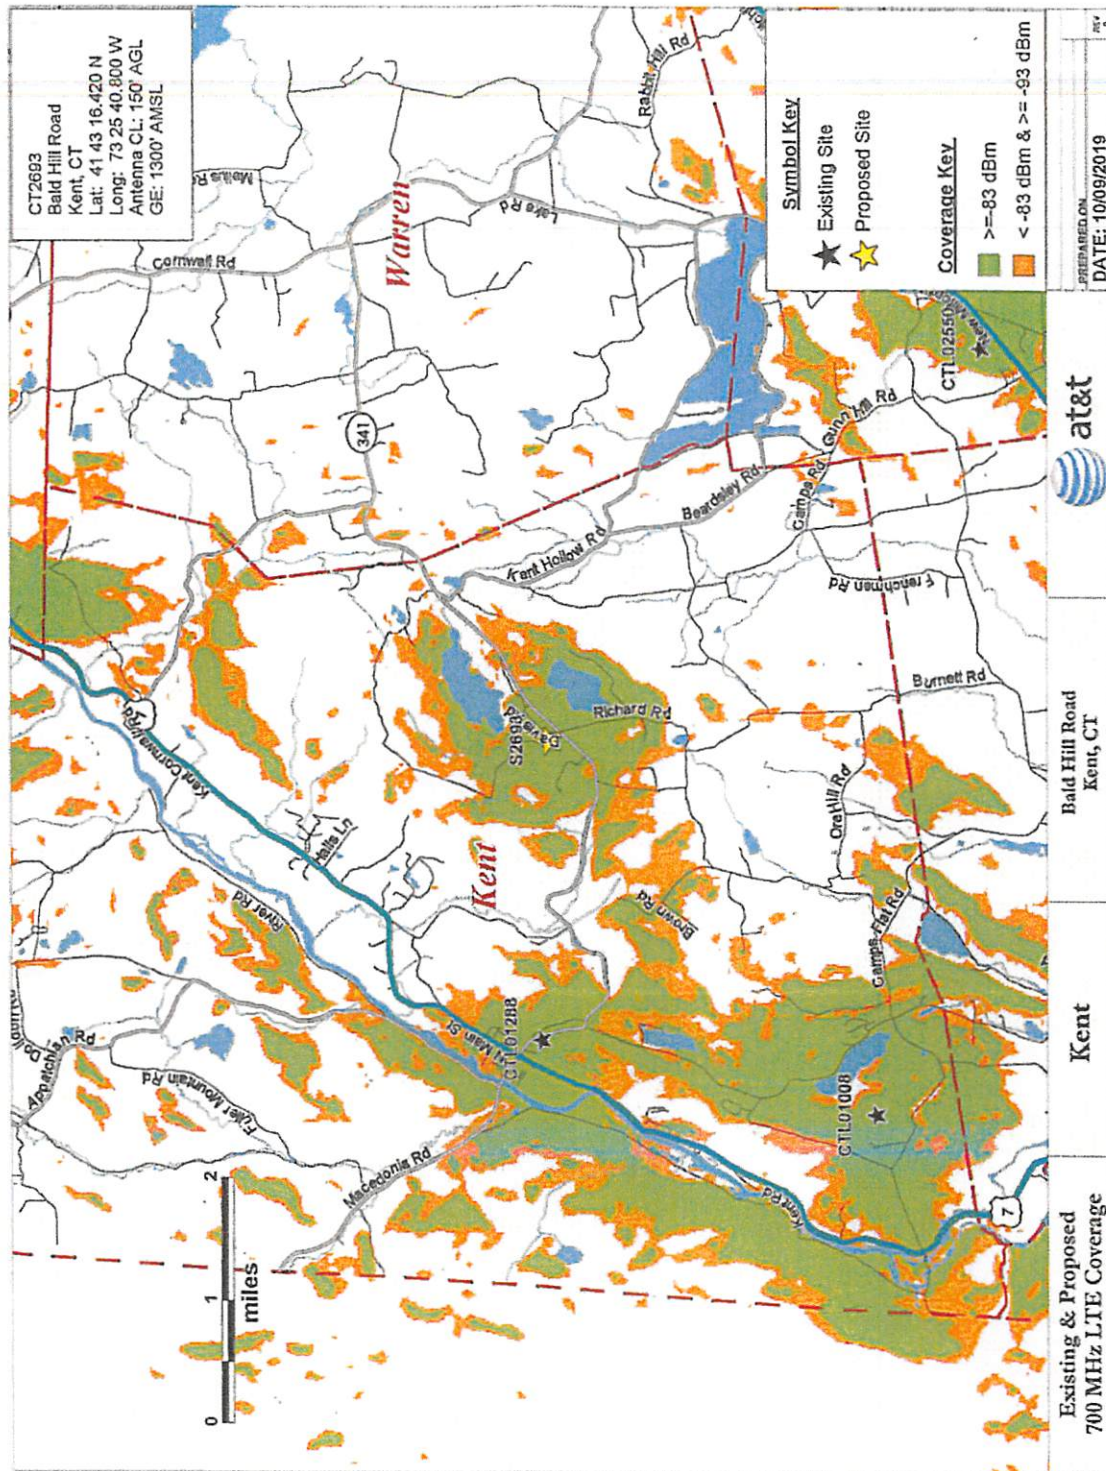 CT2693
Bald Hill Road
Kent, CT
Lat: 41 43 16.420 N
Long: 73 25 40.800 W
Antenna CL: 150' AGL
GE: 1300' AMSL
Cornwall Rd
Melius Rd
Warren
Lake Rd
Rabbit Hill Rd
341
7
Kent Cornwall Rd
Halls Ln
River Rd
Appalachian Rd
Fuller Mountain Rd
Macedonia Rd
N Main St
CTL01288
Kent
S2693
Richard Rd
Kent Hollow Rd
Beardsley Rd
Camps Rd
Gunn Hill Rd
Frenchman Rd
Burnett Rd
Ore Hill Rd
Brown Rd
Camps Flat Rd
CTL01008
Kent Rd
7
CTL02550
0
1
2
miles
Symbol Key
Existing Site
Proposed Site
Coverage Key
>=-83 dBm
< -83 dBm & >= -93 dBm
Existing & Proposed
700 MHz LTE Coverage
Kent
Bald Hill Road
Kent, CT
at&t
PREPARED ON
DATE: 10/09/2019
REV